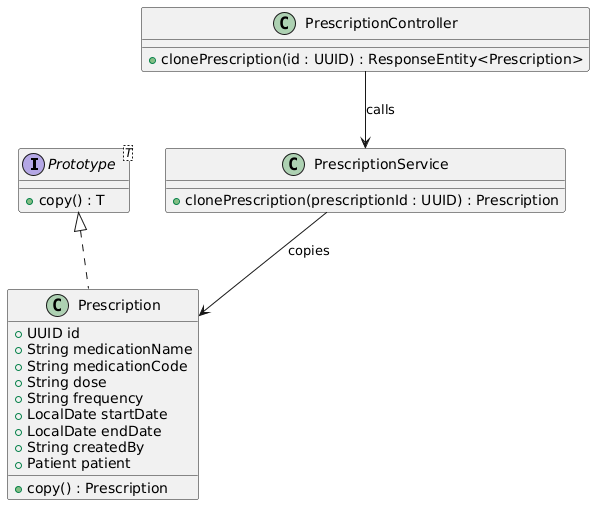 C PrescriptionController
clonePrescription(id : UUID) : ResponseEntity<Prescription>
calls
I Prototype T
copy() : T
C PrescriptionService
clonePrescription(prescriptionId : UUID) : Prescription
copies
C Prescription
UUID id
String medicationName
String medicationCode
String dose
String frequency
LocalDate startDate
LocalDate endDate
String createdBy
Patient patient
copy() : Prescription